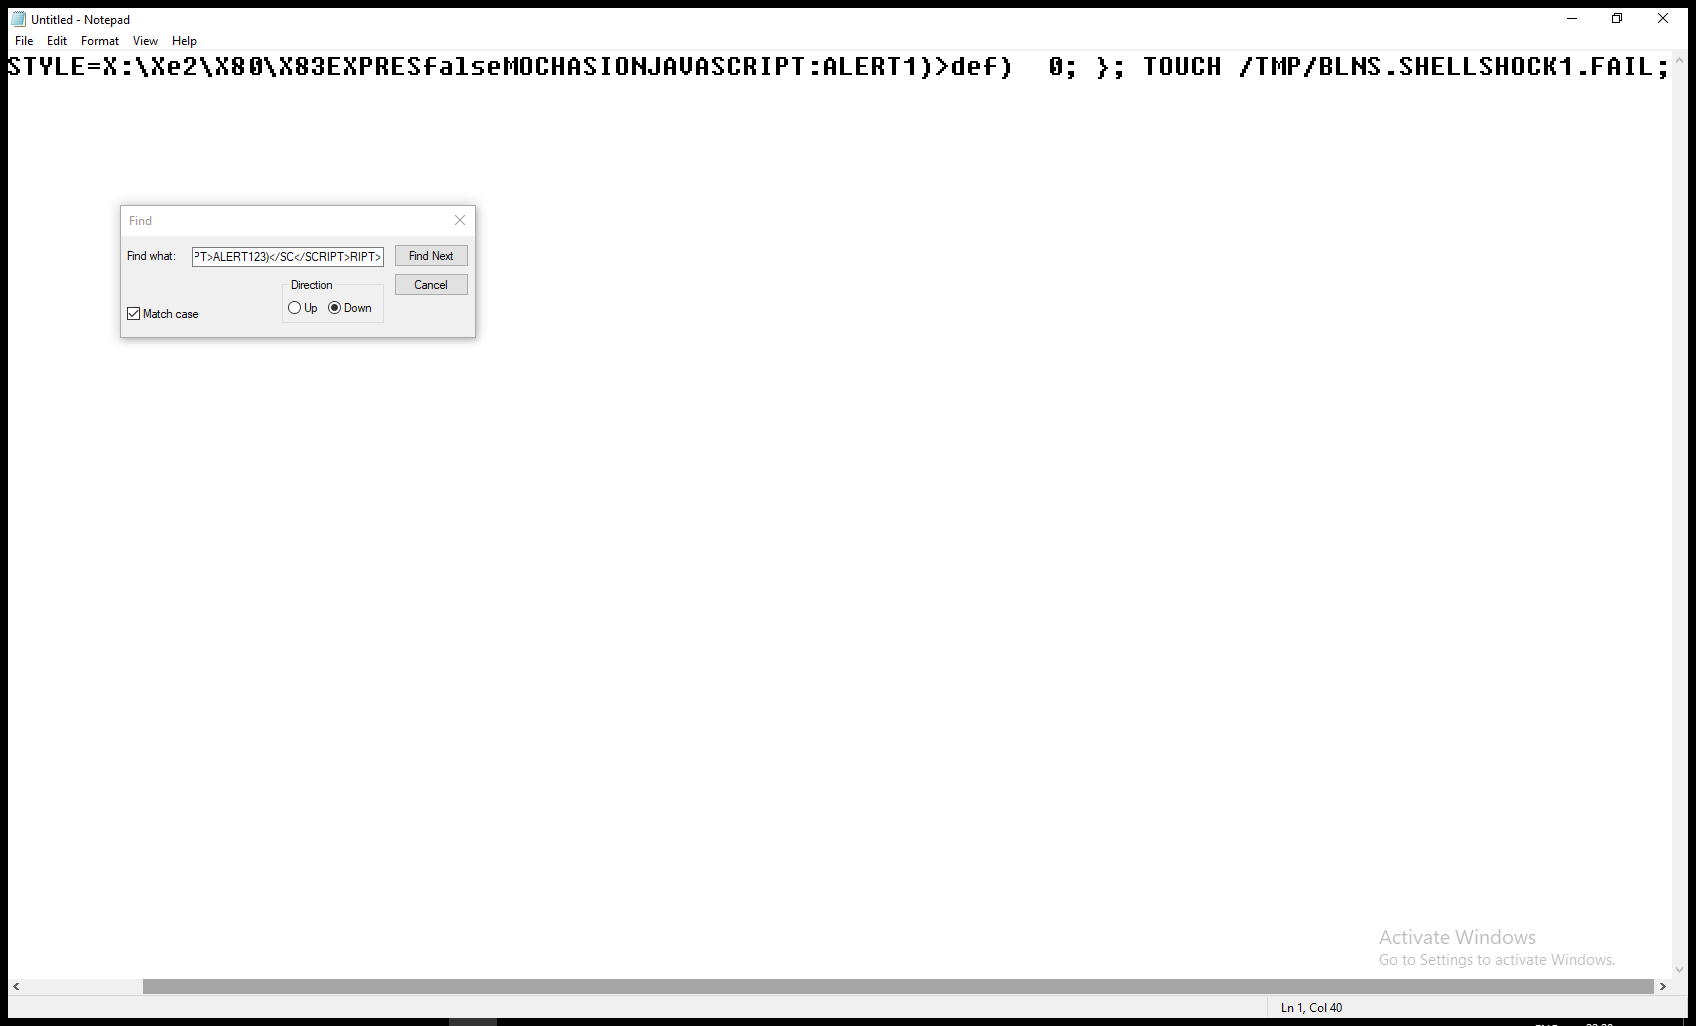 Untitled - Notepad
File Edit Format View Help
STYLE=X:\Xe2\X80\X83EXPRESfalseMOCHASIONJAVASCRIPT:ALERT1)>def)  0; }; TOUCH /TMP/BLNS.SHELLSHOCK1.FAIL;
Find
Find what: PT>ALERT123)</SC</SCRIPT>RIPT> Find Next
Direction Cancel
Up Down
Match case
Activate Windows
Go to Settings to activate Windows.
Ln 1, Col 40